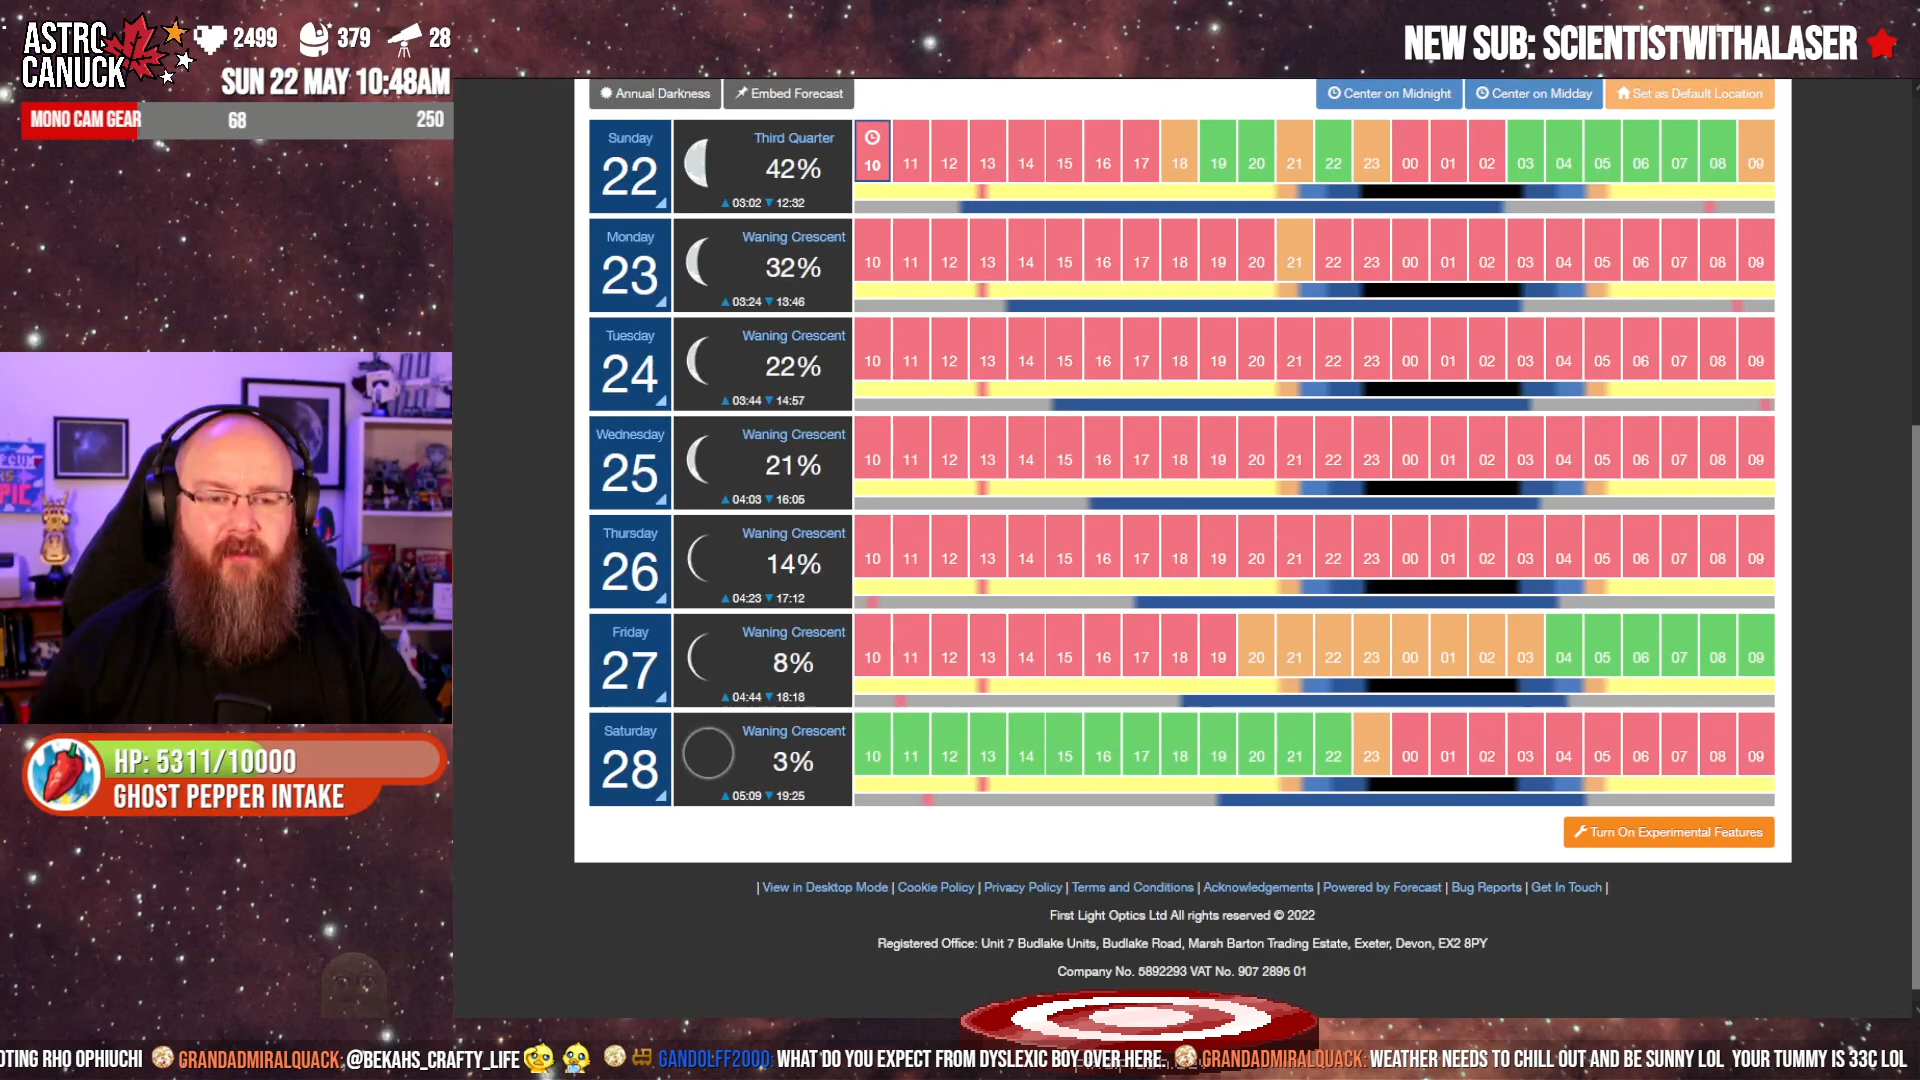 ASTRO
CANUCK
2499 379 28
SUN 22 MAY 10:48AM
MONO CAM GEAR 68 250
NEW SUB: SCIENTISTWITHALASER
Annual Darkness Embed Forecast Center on Midnight Center on Midday Set as Default Location
Sunday
22
Third Quarter
42%
03:02 12:32
10 11 12 13 14 15 16 17 18 19 20 21 22 23 00 01 02 03 04 05 06 07 08 09
Monday
23
Waning Crescent
32%
03:24 13:46
10 11 12 13 14 15 16 17 18 19 20 21 22 23 00 01 02 03 04 05 06 07 08 09
Tuesday
24
Waning Crescent
22%
03:44 14:57
10 11 12 13 14 15 16 17 18 19 20 21 22 23 00 01 02 03 04 05 06 07 08 09
Wednesday
25
Waning Crescent
21%
04:03 16:05
10 11 12 13 14 15 16 17 18 19 20 21 22 23 00 01 02 03 04 05 06 07 08 09
Thursday
26
Waning Crescent
14%
04:23 17:12
10 11 12 13 14 15 16 17 18 19 20 21 22 23 00 01 02 03 04 05 06 07 08 09
Friday
27
Waning Crescent
8%
04:44 18:18
10 11 12 13 14 15 16 17 18 19 20 21 22 23 00 01 02 03 04 05 06 07 08 09
Saturday
28
Waning Crescent
3%
05:09 19:25
10 11 12 13 14 15 16 17 18 19 20 21 22 23 00 01 02 03 04 05 06 07 08 09
Turn On Experimental Features
HP: 5311/10000
GHOST PEPPER INTAKE
| View in Desktop Mode | Cookie Policy | Privacy Policy | Terms and Conditions | Acknowledgements | Powered by Forecast | Bug Reports | Get In Touch |
First Light Optics Ltd All rights reserved © 2022
Registered Office: Unit 7 Budlake Units, Budlake Road, Marsh Barton Trading Estate, Exeter, Devon, EX2 8PY
Company No. 5892293 VAT No. 907 2895 01
OTING RHO OPHIUCHI GRANDADMIRALQUACK: @BEKAHS_CRAFTY_LIFE GANDOLFF2000: WHAT DO YOU EXPECT FROM DYSLEXIC BOY OVER HERE. GRANDADMIRALQUACK: WEATHER NEEDS TO CHILL OUT AND BE SUNNY LOL YOUR TUMMY IS 33C LOL